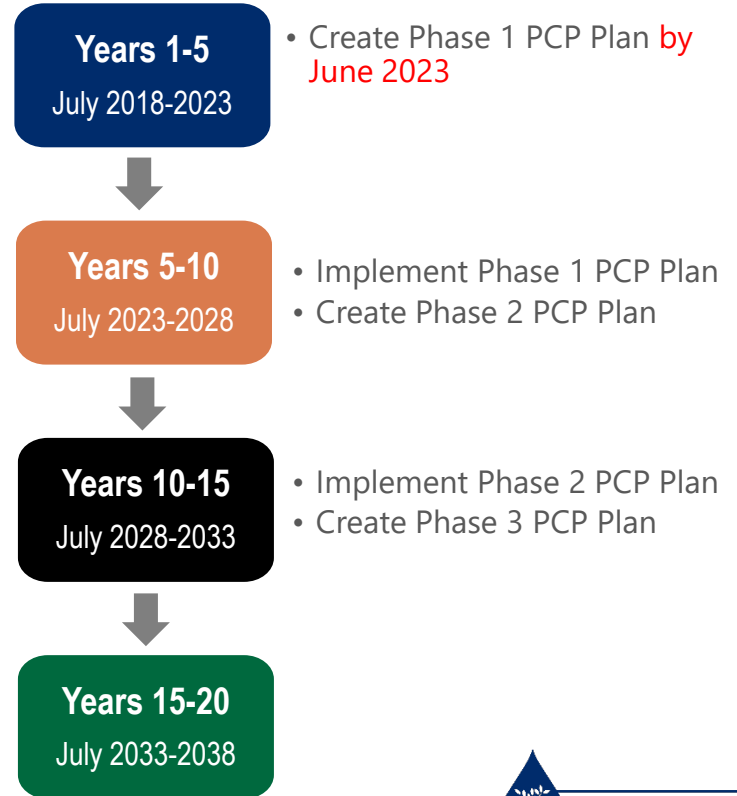 Years 1-5
July 2018-2023
• Create Phase 1 PCP Plan by
June 2023
Years 5-10
July 2023-2028
• Implement Phase 1 PCP Plan
• Create Phase 2 PCP Plan
Years 10-15
July 2028-2033
• Implement Phase 2 PCP Plan
• Create Phase 3 PCP Plan
Years 15-20
July 2033-2038